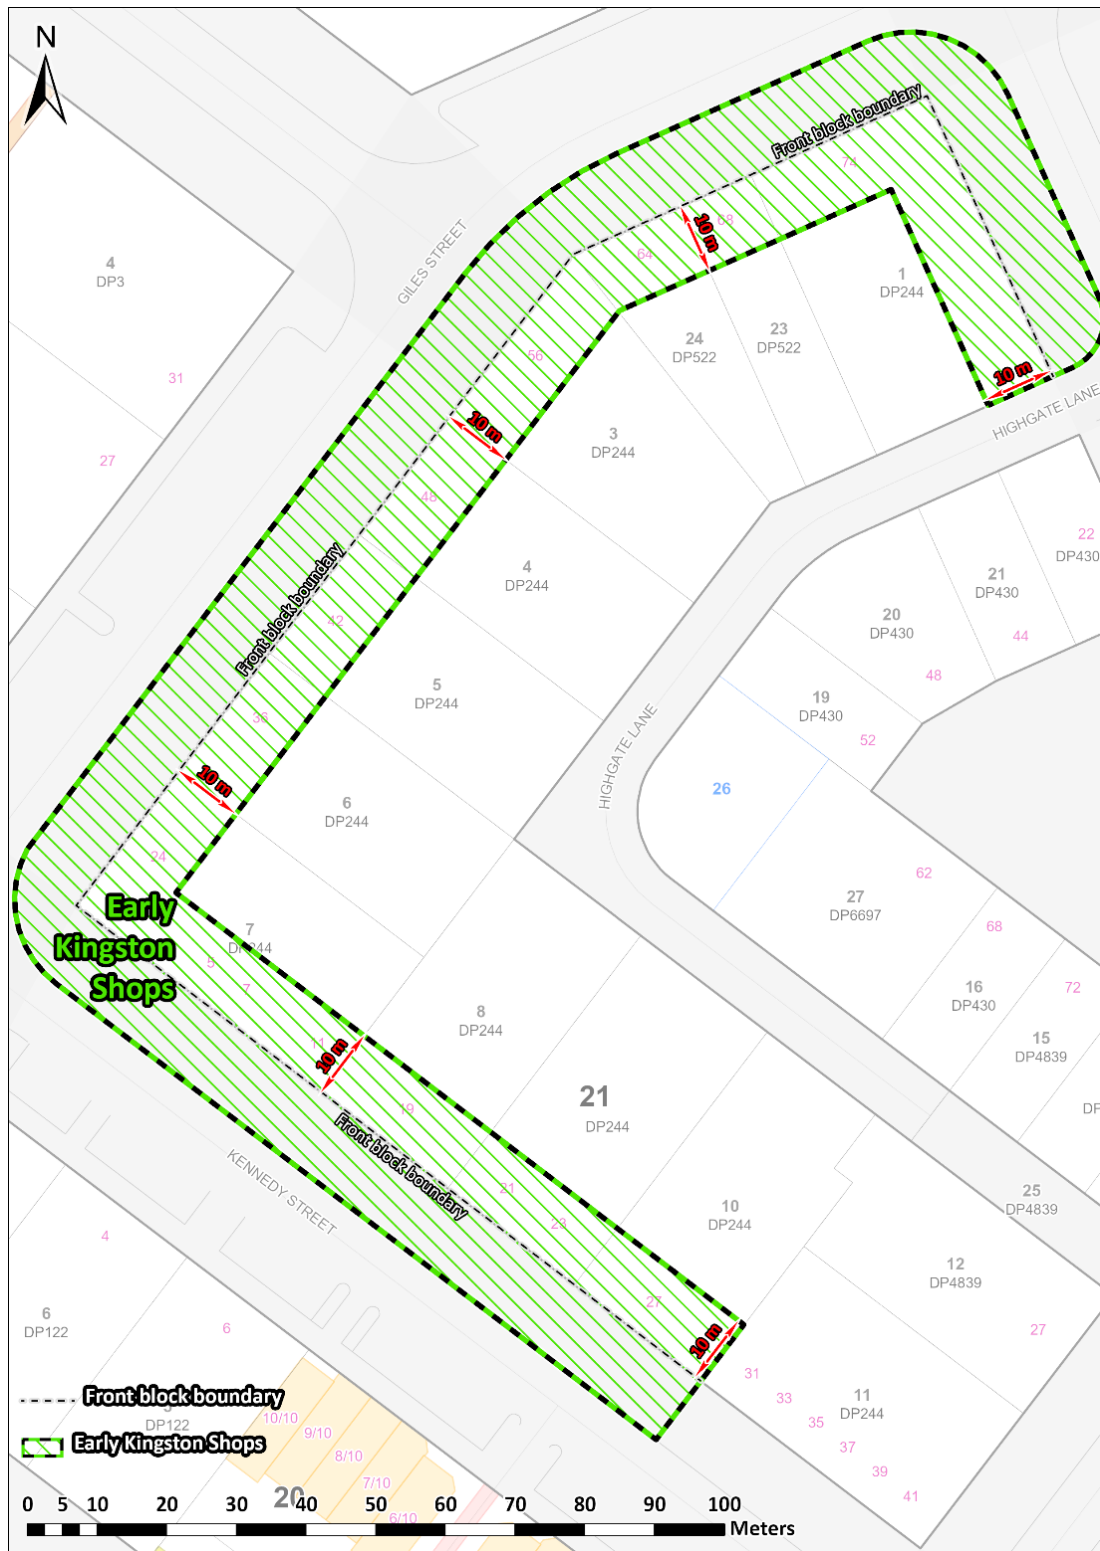 N
Front block boundary
74
68
10 m
64
4
DP3
GILES STREET
1
DP244
24
DP522
23
DP522
56
31
10 m
HIGHGATE LANE
10 m
3
DP244
27
48
22
DP430
4
DP244
21
DP430
Front block boundary
42
20
DP430
44
5
DP244
48
19
DP430
36
52
HIGHGATE LANE
10 m
26
6
DP244
24
62
27
DP6697
Early
Kingston
Shops
7
DP244
68
5
7
16
DP430
72
8
DP244
11
10 m
15
DP4839
21
DP244
19
DP
Front block boundary
KENNEDY STREET
21
25
DP4839
23
10
DP244
4
12
DP4839
27
6
DP122
6
27
10 m
31
33
35
37
39
41
11
DP244
Front block boundary
DP122
10/10
9/10
8/10
7/10
6/10
Early Kingston Shops
20
0 5 10 20 30 40 50 60 70 80 90 100
Meters